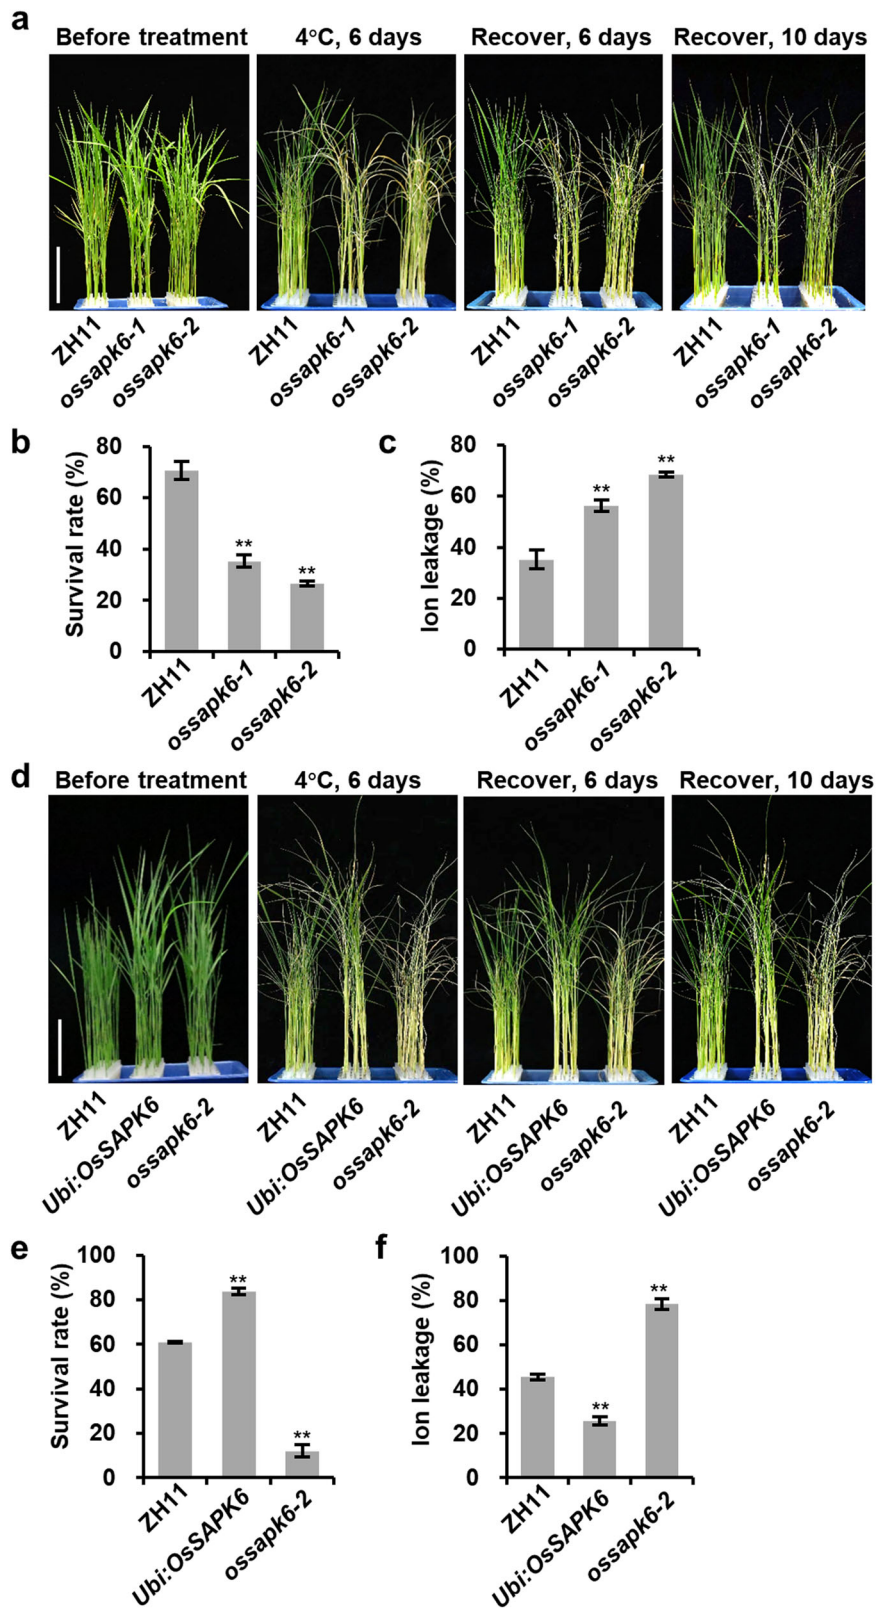 a
Before treatment 4°C, 6 days Recover, 6 days Recover, 10 days
ZH11 ossapk6-1 ossapk6-2 ZH11 ossapk6-1 ossapk6-2 ZH11 ossapk6-1 ossapk6-2 ZH11 ossapk6-1 ossapk6-2
b
Survival rate (%)
80
60
40
20
0
**
**
ZH11 ossapk6-1 ossapk6-2
c
Ion leakage (%)
80
60
40
20
0
**
**
ZH11 ossapk6-1 ossapk6-2
d
Before treatment 4°C, 6 days Recover, 6 days Recover, 10 days
ZH11 Ubi:OsSAPK6 ossapk6-2 ZH11 Ubi:OsSAPK6 ossapk6-2 ZH11 Ubi:OsSAPK6 ossapk6-2 ZH11 Ubi:OsSAPK6 ossapk6-2
e
Survival rate (%)
100
80
60
40
20
0
**
**
ZH11 Ubi:OsSAPK6 ossapk6-2
f
Ion leakage (%)
100
80
60
40
20
0
**
**
ZH11 Ubi:OsSAPK6 ossapk6-2